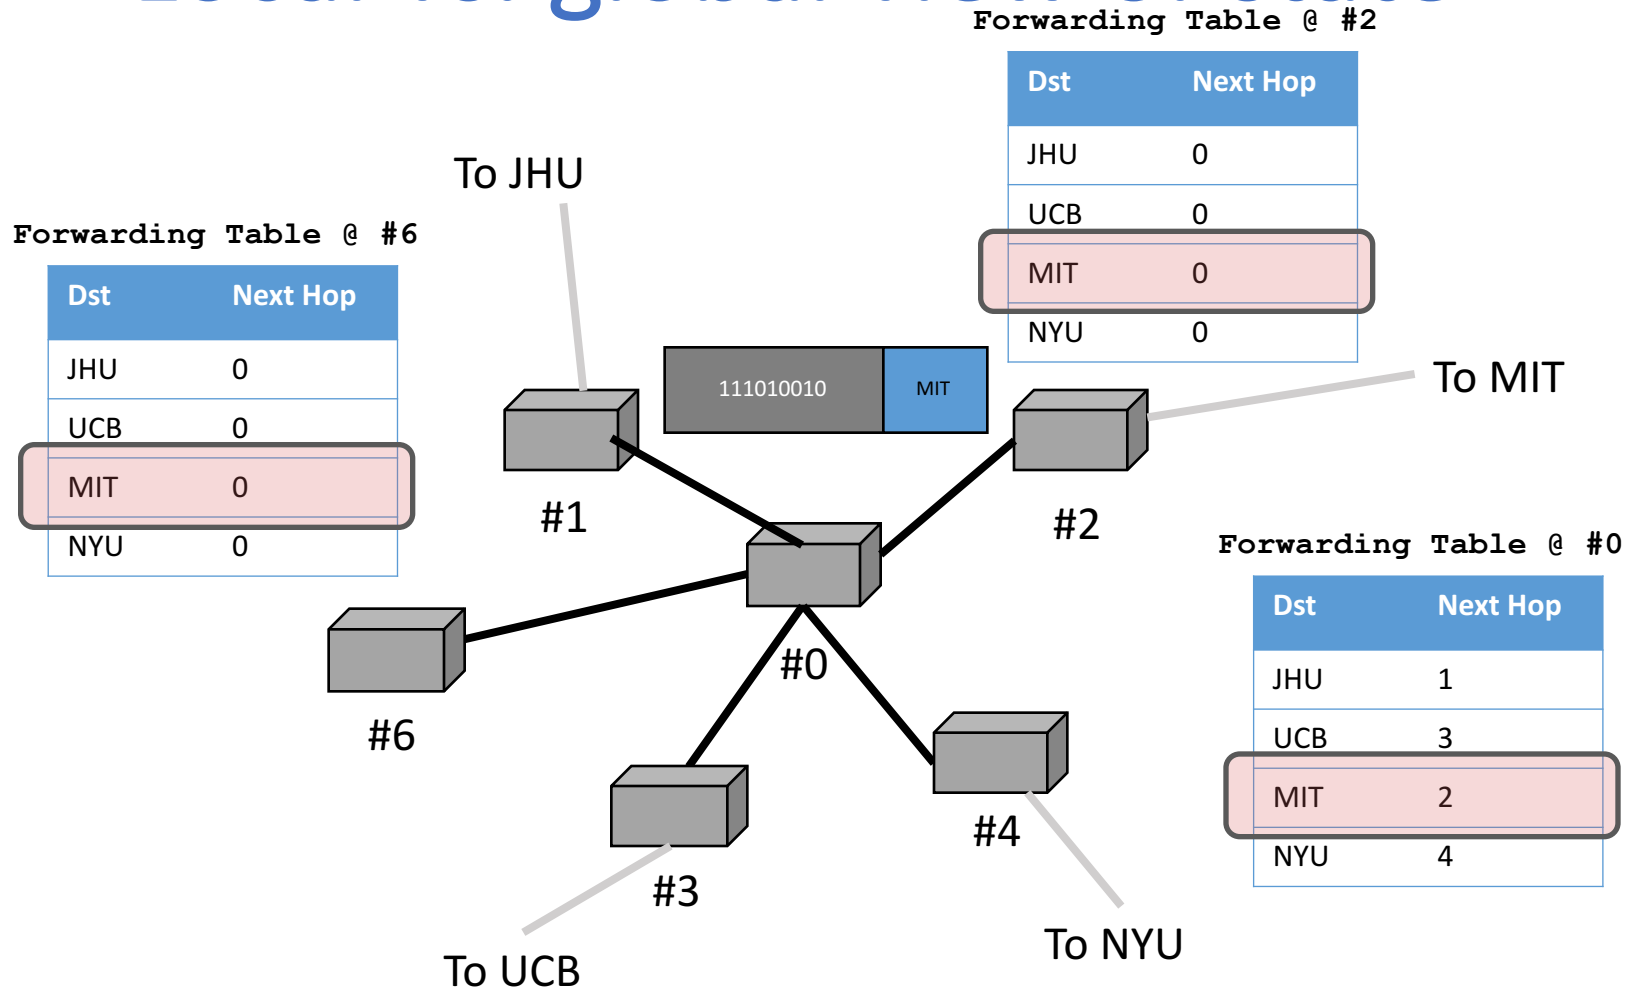 Forwarding Table @ #2
Dst Next Hop
JHU 0
UCB 0
MIT 0
NYU 0
To JHU
Forwarding Table @ #6
Dst Next Hop
JHU 0
UCB 0
MIT 0
NYU 0
111010010 MIT
To MIT
#1
#2
Forwarding Table @ #0
Dst Next Hop
JHU 1
UCB 3
MIT 2
NYU 4
#0
#6
#4
#3
To NYU
To UCB